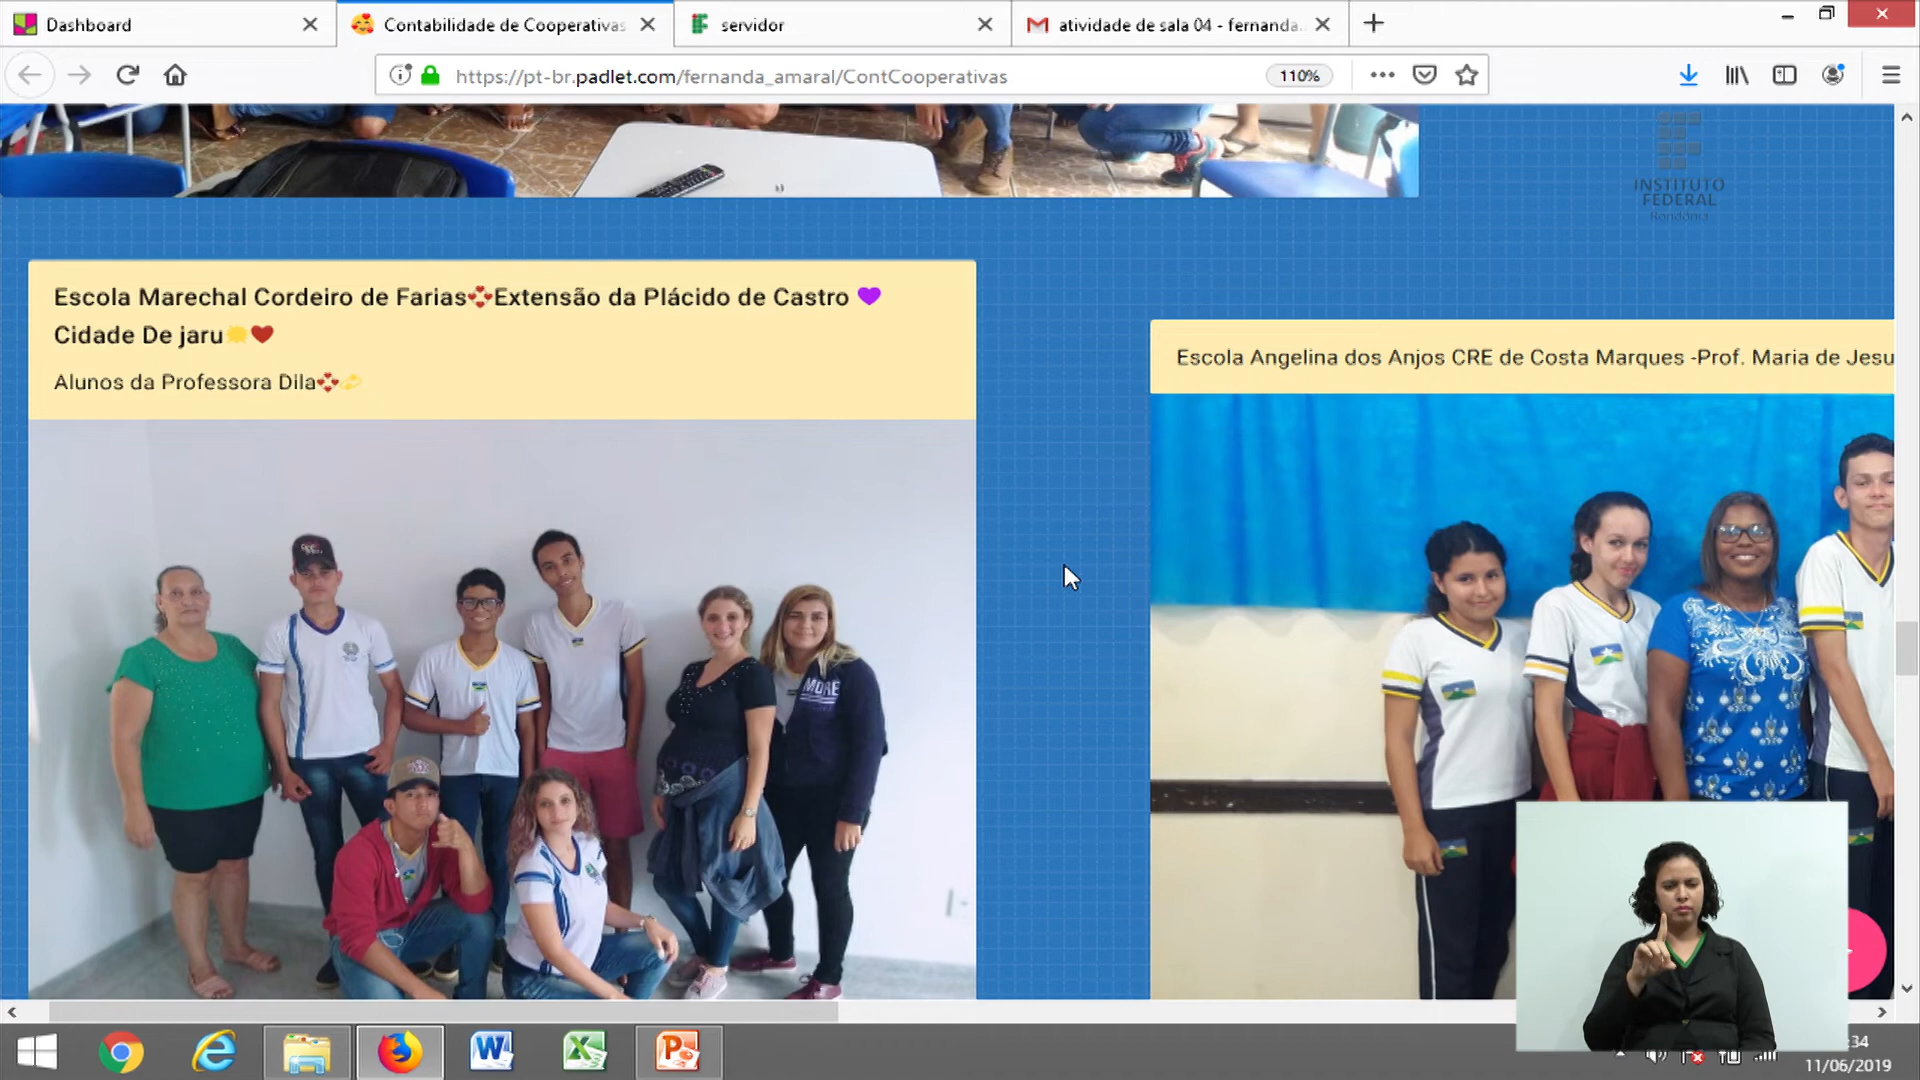 Dashboard
Contabilidade de Cooperativas
servidor
atividade de sala 04 - fernanda.
https://pt-br.padlet.com/fernanda_amaral/ContCooperativas
110%
INSTITUTO
FEDERAL
Rondônia
Escola Marechal Cordeiro de Farias💞Extensão da Plácido de Castro 💜
Cidade De jaru❤
Alunos da Professora Dila💞
Escola Angelina dos Anjos CRE de Costa Marques -Prof. Maria de Jesu
MORE
:34
11/06/2019